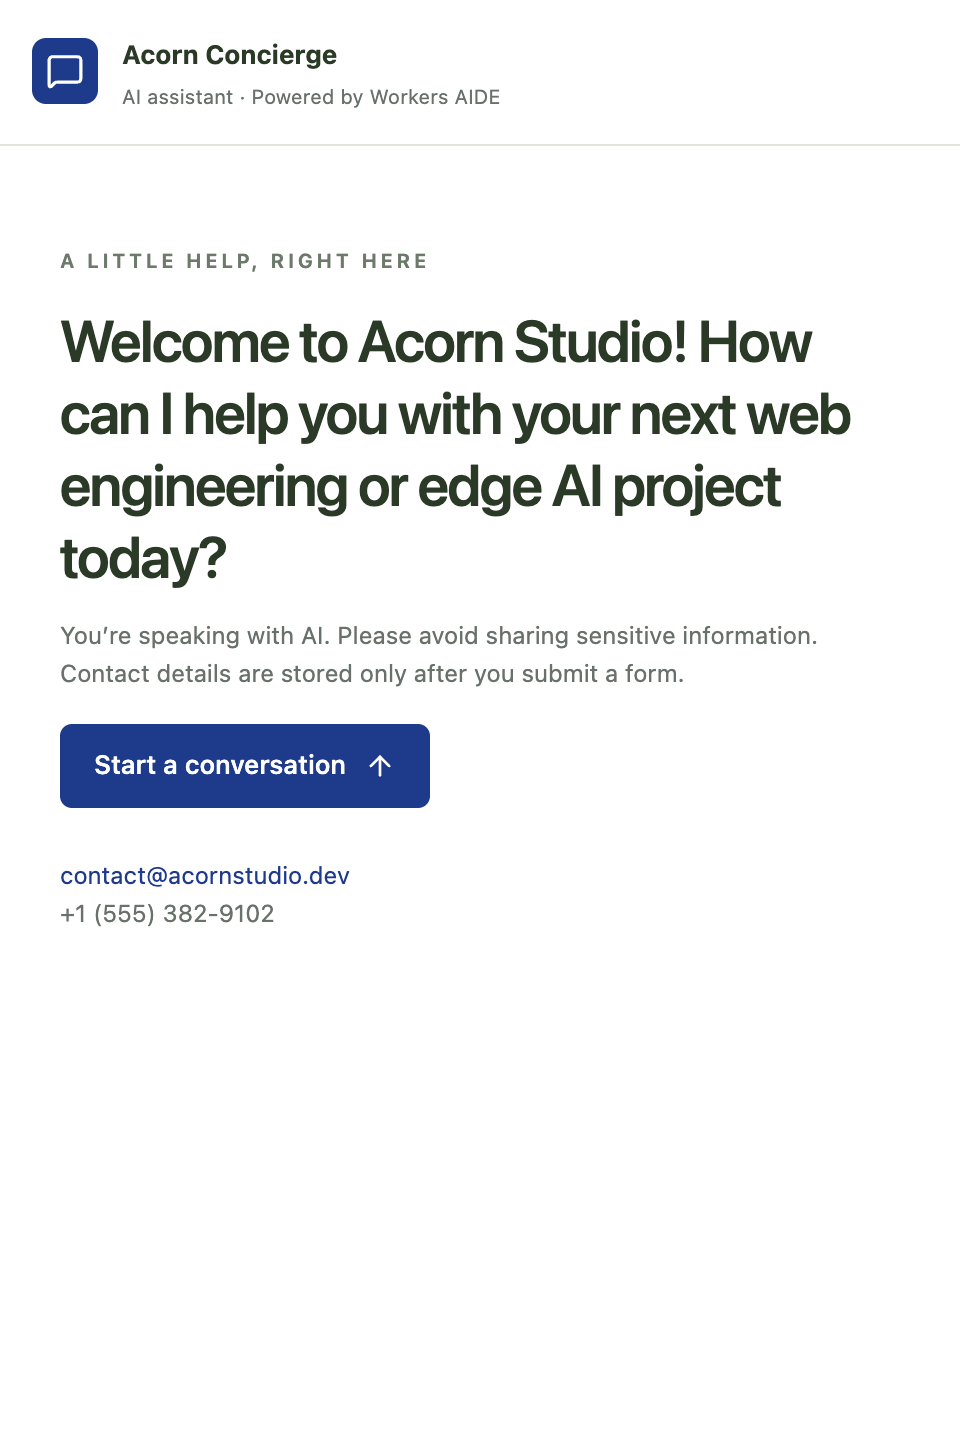 Acorn Concierge
AI assistant · Powered by Workers AIDE
A LITTLE HELP, RIGHT HERE
Welcome to Acorn Studio! How
can I help you with your next web
engineering or edge AI project
today?
You’re speaking with AI. Please avoid sharing sensitive information.
Contact details are stored only after you submit a form.
Start a conversation ↑
contact@acornstudio.dev
+1 (555) 382-9102